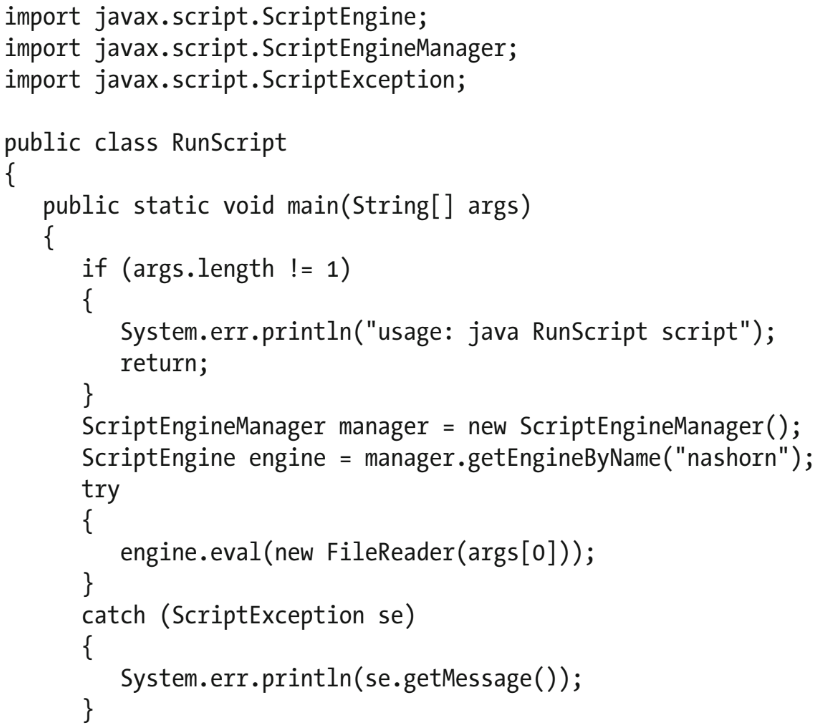 import javax.script.ScriptEngine;
import javax.script.ScriptEngineManager;
import javax.script.ScriptException;

public class RunScript
{
   public static void main(String[] args)
   {
      if (args.length != 1)
      {
         System.err.println("usage: java RunScript script");
         return;
      }
      ScriptEngineManager manager = new ScriptEngineManager();
      ScriptEngine engine = manager.getEngineByName("nashorn");
      try
      {
         engine.eval(new FileReader(args[0]));
      }
      catch (ScriptException se)
      {
         System.err.println(se.getMessage());
      }